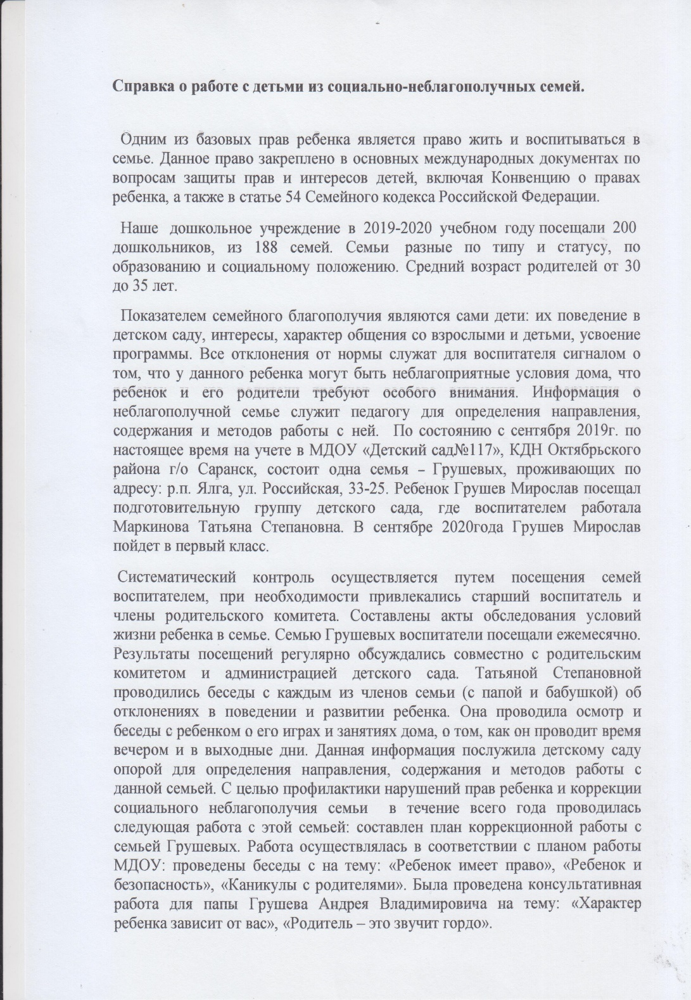 Справка о работе с детьми из социально-неблагополучных семей.
Одним из базовых прав ребенка является право жить и воспитываться в
семье. Данное право закреплено в основных международных документах по
вопросам защиты прав и интересов детей, включая Конвенцию о правах
ребенка, а также в статье 54 Семейного кодекса Российской Федерации.
Наше дошкольное учреждение в 2019-2020 учебном году посещали 200
дошкольников, из 188 семей. Семьи разные по типу и статусу, по
образованию и социальному положению. Средний возраст родителей от 30
до 35 лет.
Показателем семейного благополучия являются сами дети: их поведение в
детском саду, интересы, характер общения со взрослыми и детьми, усвоение
программы. Все отклонения от нормы служат для воспитателя сигналом о
том, что у данного ребенка могут быть неблагоприятные условия дома, что
ребенок и его родители требуют особого внимания. Информация о
неблагополучной семье служит педагогу для определения направления,
содержания и методов работы с ней. По состоянию с сентября 2019г. по
настоящее время на учете в МДОУ «Детский сад№117», КДН Октябрьского
района г/о Саранск, состоит одна семья – Грушевых, проживающих по
адресу: р.п. Ялга, ул. Российская, 33-25. Ребенок Грушев Мирослав посещал
подготовительную группу детского сада, где воспитателем работала
Маркинова Татьяна Степановна. В сентябре 2020года Грушев Мирослав
пойдет в первый класс.
Систематический контроль осуществляется путем посещения семей
воспитателем, при необходимости привлекались старший воспитатель и
члены родительского комитета. Составлены акты обследования условий
жизни ребенка в семье. Семью Грушевых воспитатели посещали ежемесячно.
Результаты посещений регулярно обсуждались совместно с родительским
комитетом и администрацией детского сада. Татьяной Степановной
проводились беседы с каждым из членов семьи (с папой и бабушкой) об
отклонениях в поведении и развитии ребенка. Она проводила осмотр и
беседы с ребенком о его играх и занятиях дома, о том, как он проводит время
вечером и в выходные дни. Данная информация послужила детскому саду
опорой для определения направления, содержания и методов работы с
данной семьей. С целью профилактики нарушений прав ребенка и коррекции
социального неблагополучия семьи в течение всего года проводилась
следующая работа с этой семьей: составлен план коррекционной работы с
семьей Грушевых. Работа осуществлялась в соответствии с планом работы
МДОУ: проведены беседы с на тему: «Ребенок имеет право», «Ребенок и
безопасность», «Каникулы с родителями». Была проведена консультативная
работа для папы Грушева Андрея Владимировича на тему: «Характер
ребенка зависит от вас», «Родитель – это звучит гордо».